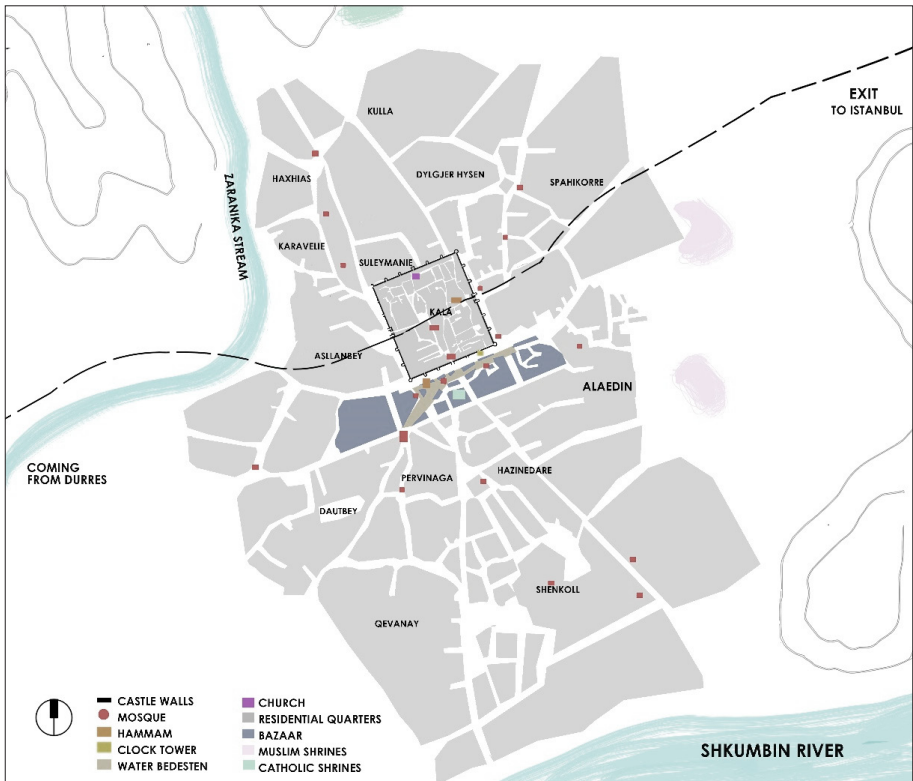 KULLA
EXIT
TO ISTANBUL
HAXHIAS
DYLGJER HYSEN
SPAHIKORRE
ZARANIKA STREAM
KARAVELIE
SULEYMANIE
KALA
ASLLANBEY
ALAEDIN
COMING
FROM DURRES
PERVINAGA
HAZINEDARE
DAUTBEY
SHENKOLL
QEVANAY
CASTLE WALLS
MOSQUE
HAMMAM
CLOCK TOWER
WATER BEDESTEN
CHURCH
RESIDENTIAL QUARTERS
BAZAAR
MUSLIM SHRINES
CATHOLIC SHRINES
SHKUMBIN RIVER